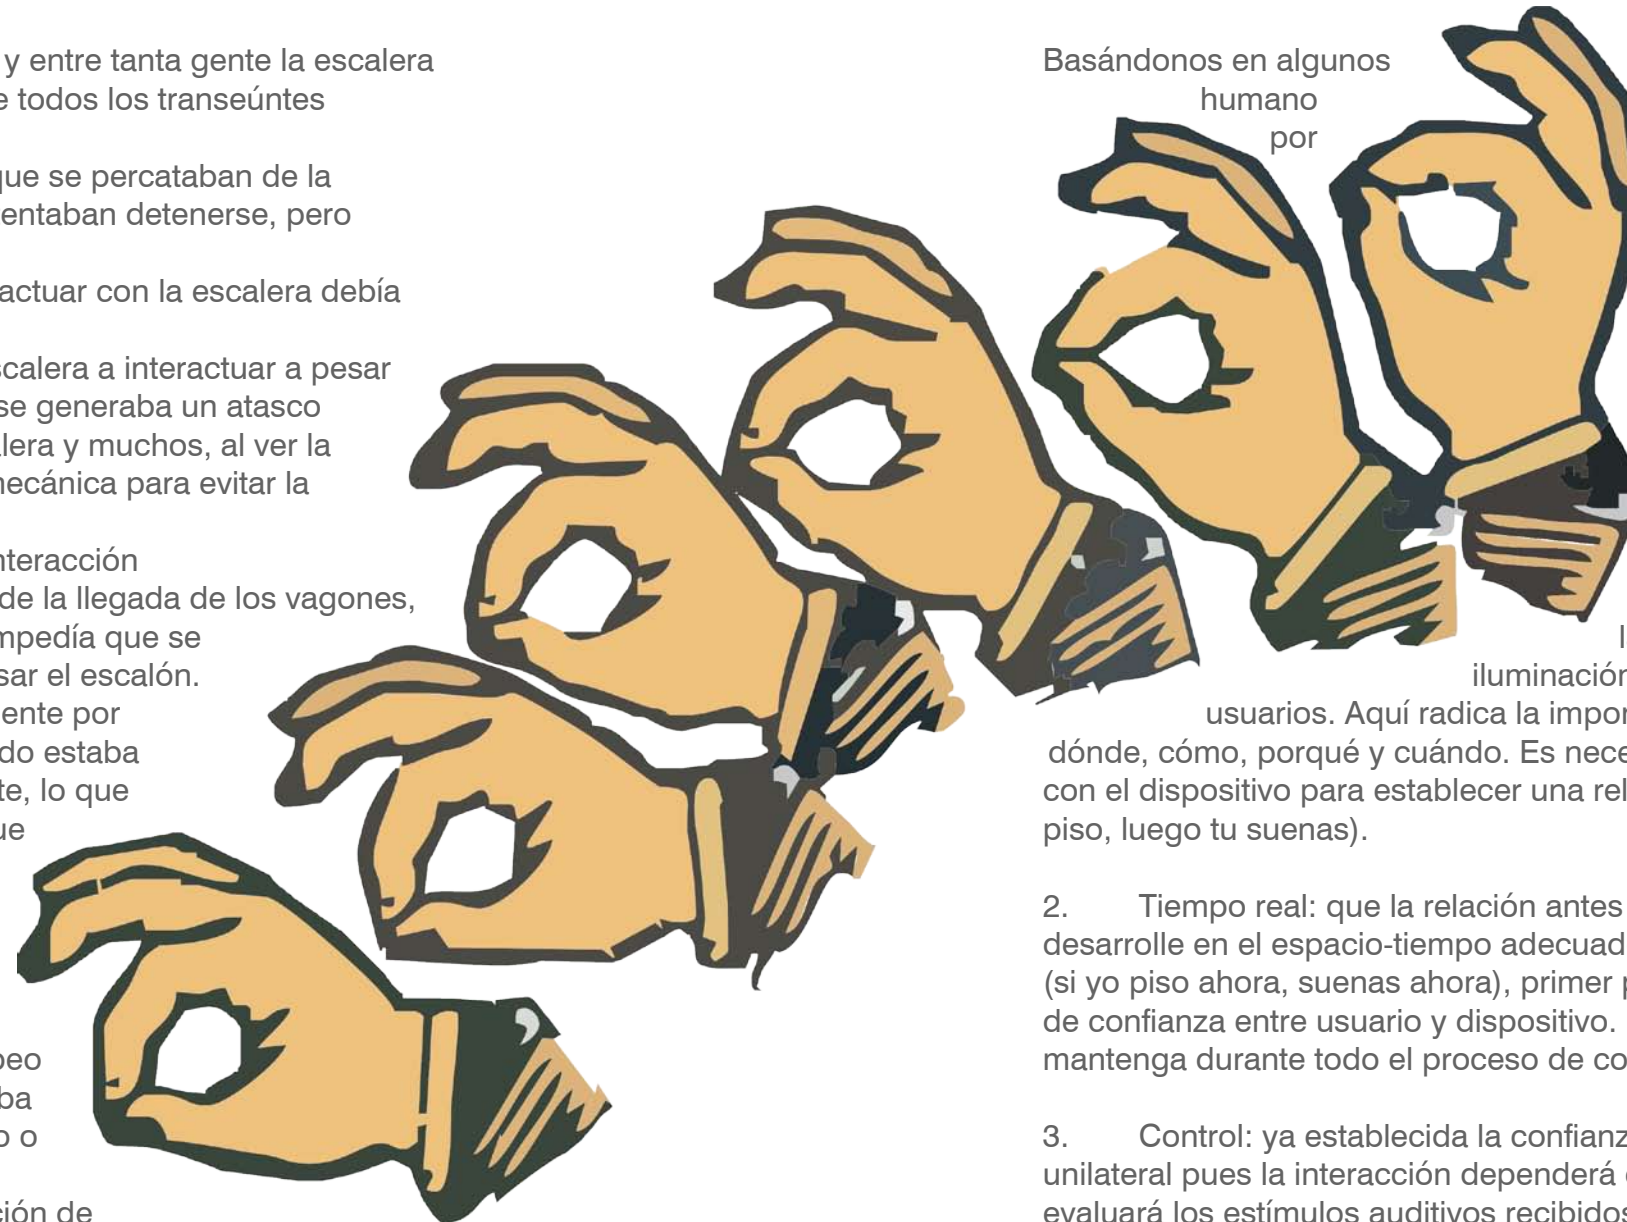 y entre tanta gente la escalera
e todos los transeúntes
que se percataban de la
entaban detenerse, pero
actuar con la escalera debía
scalera a interactuar a pesar
se generaba un atasco
alera y muchos, al ver la
mecánica para evitar la
nteracción
de la llegada de los vagones,
mpedía que se
sar el escalón.
ente por
do estaba
te, lo que
ue
peo
ba
o o
ción de
Basándonos en algunos
humano
por
iluminación
usuarios. Aquí radica la impor
dónde, cómo, porqué y cuándo. Es nece
con el dispositivo para establecer una rel
piso, luego tu suenas).
2. Tiempo real: que la relación antes
desarrolle en el espacio-tiempo adecuad
(si yo piso ahora, suenas ahora), primer p
de confianza entre usuario y dispositivo.
mantenga durante todo el proceso de co
3. Control: ya establecida la confianz
unilateral pues la interacción dependerá
evaluará los estímulos auditivos recibidos